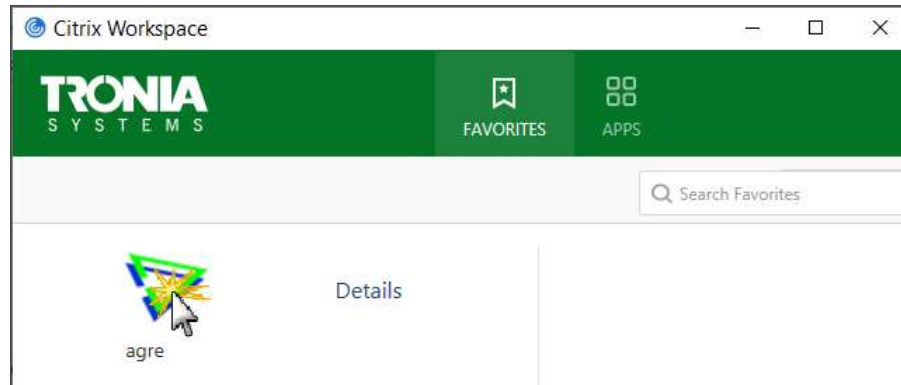 Citrix Workspace
TRONIA
SYSTEMS
FAVORITES
APPS
Search Favorites
Details
agre